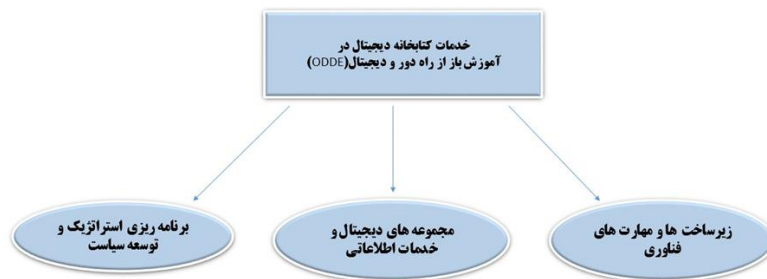 خدمات کتابخانه دیجیتال در
آموزش باز از راه دور و دیجیتال(ODDE)
زیرساخت ها و مهارت های
فناوری
مجموعه های دیجیتال و
خدمات اطلاعاتی
برنامه ریزی استراتژیک و
توسعه سیاست